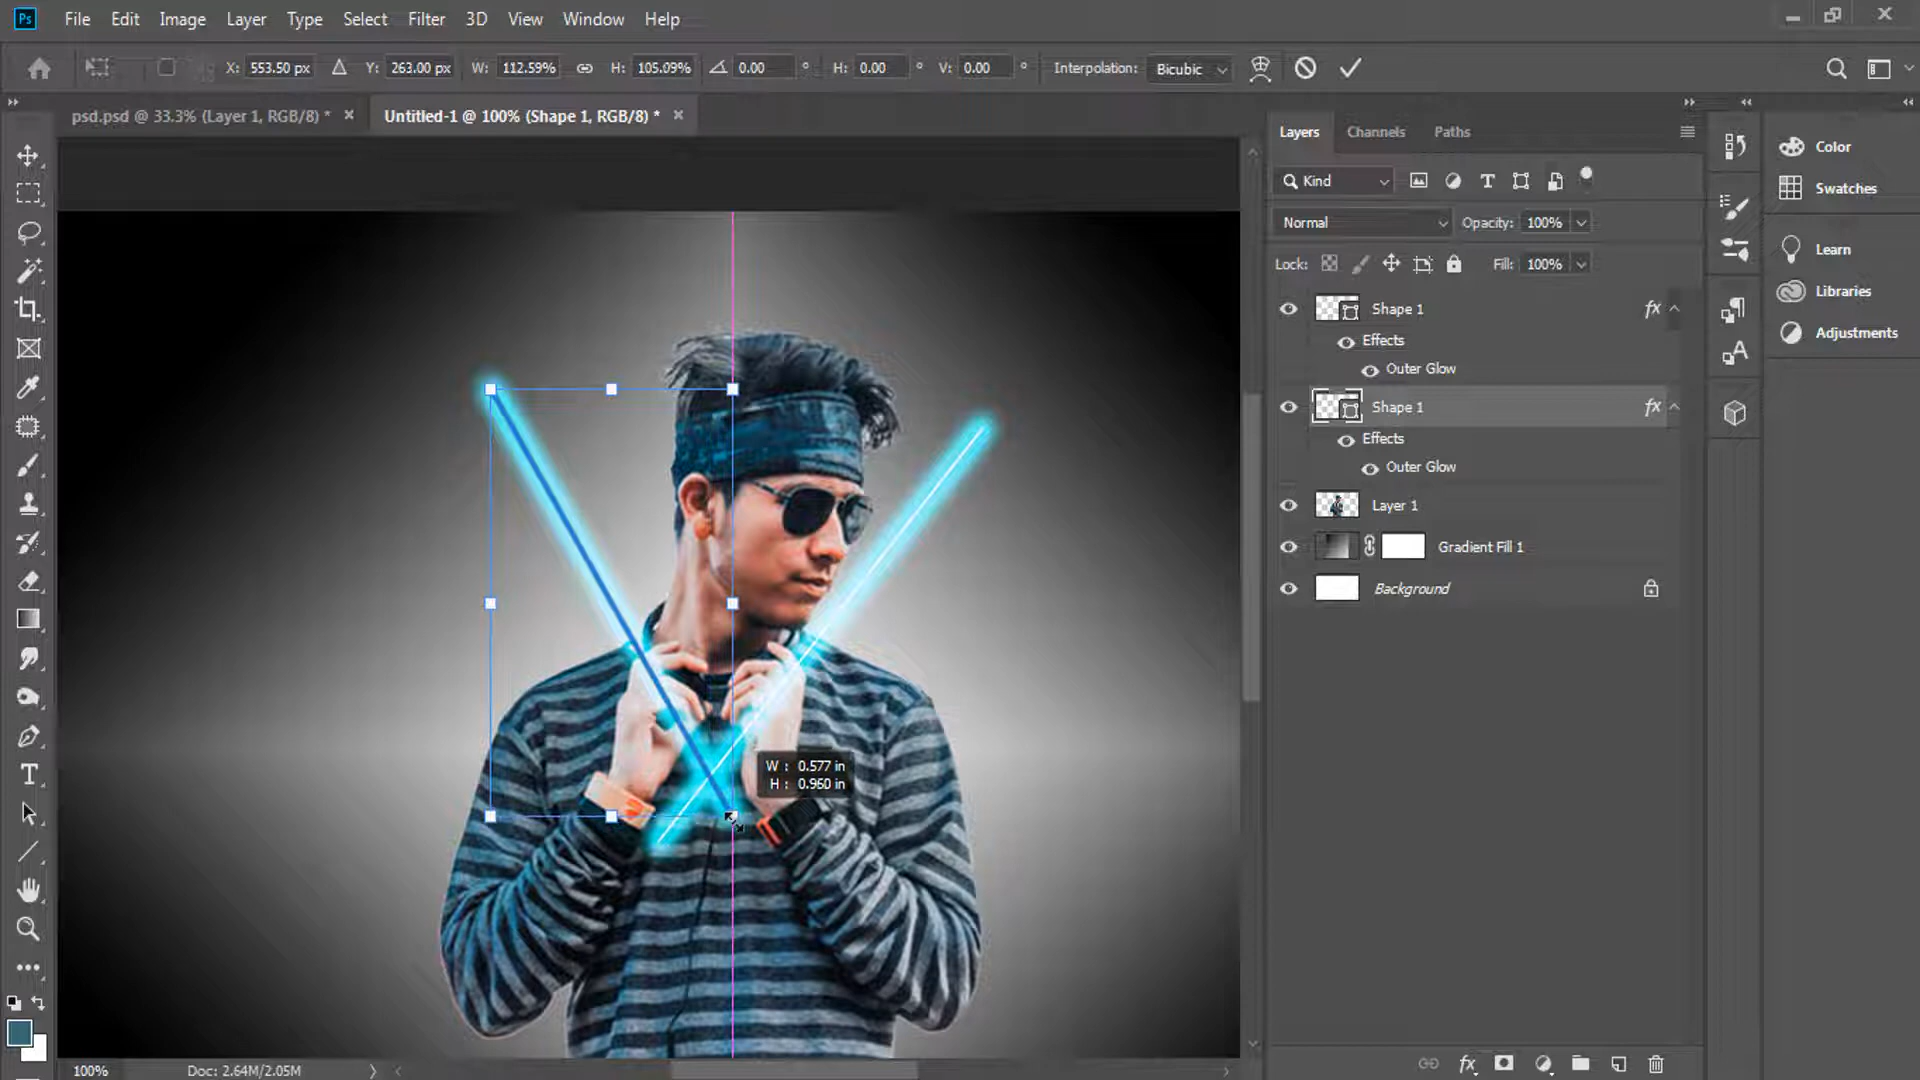 Ps File Edit Image Layer Type Select Filter 3D View Window Help
X: 553.50 px Y: 263.00 px W: 112.59% H: 105.09% 0.00 ° H: 0.00 ° V: 0.00 ° Interpolation: Bicubic
psd.psd @ 33.3% (Layer 1, RGB/8) * × Untitled-1 @ 100% (Shape 1, RGB/8) * ×
Layers Channels Paths
Kind
Normal Opacity: 100%
Lock: Fill: 100%
Shape 1 fx
Effects
Outer Glow
Shape 1 fx
Effects
Outer Glow
Layer 1
Gradient Fill 1
Background
Color
Swatches
Learn
Libraries
Adjustments
W : 0.577 in
H : 0.960 in
100% Doc: 2.64M/2.05M
fx